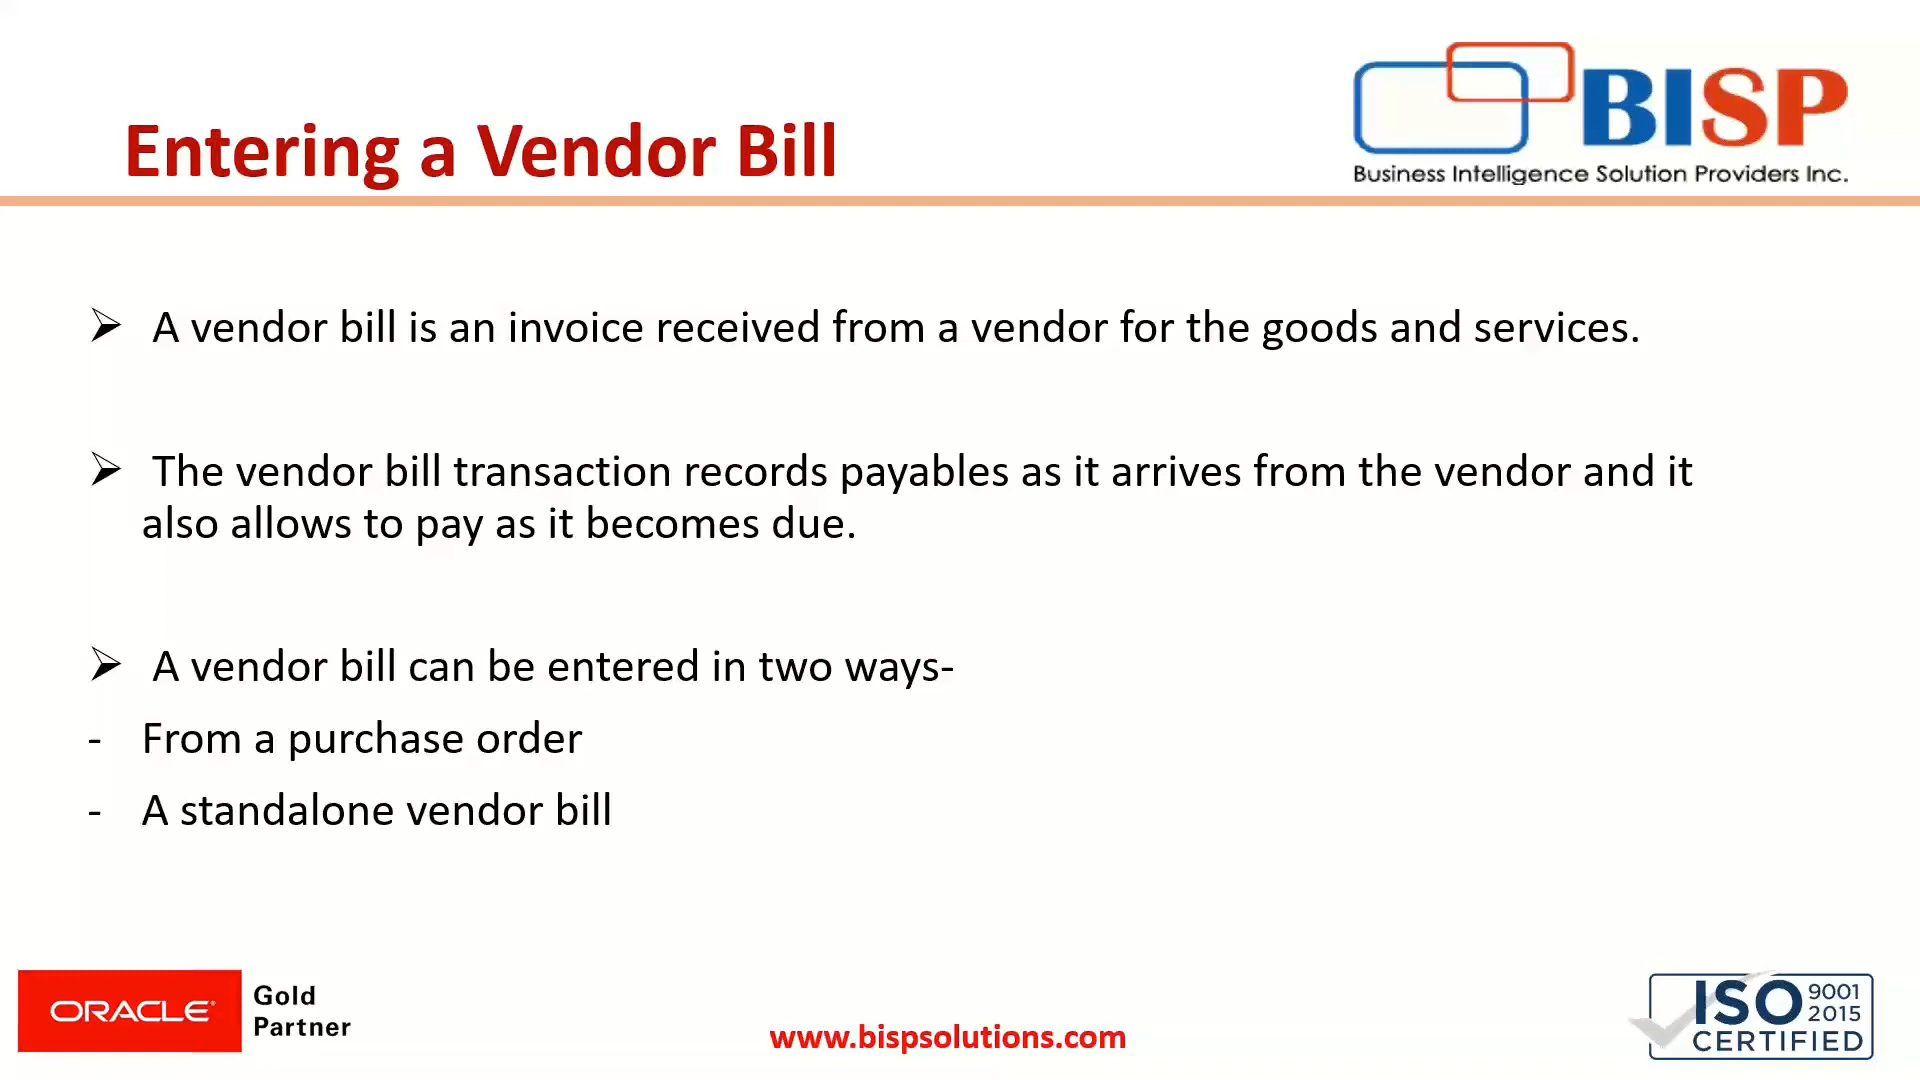 BISP
Business Intelligence Solution Providers Inc.
Entering a Vendor Bill
➢ A vendor bill is an invoice received from a vendor for the goods and services.
➢ The vendor bill transaction records payables as it arrives from the vendor and it
also allows to pay as it becomes due.
➢ A vendor bill can be entered in two ways-
- From a purchase order
- A standalone vendor bill
ORACLE®
Gold
Partner
www.bispsolutions.com
ISO 9001
2015
CERTIFIED